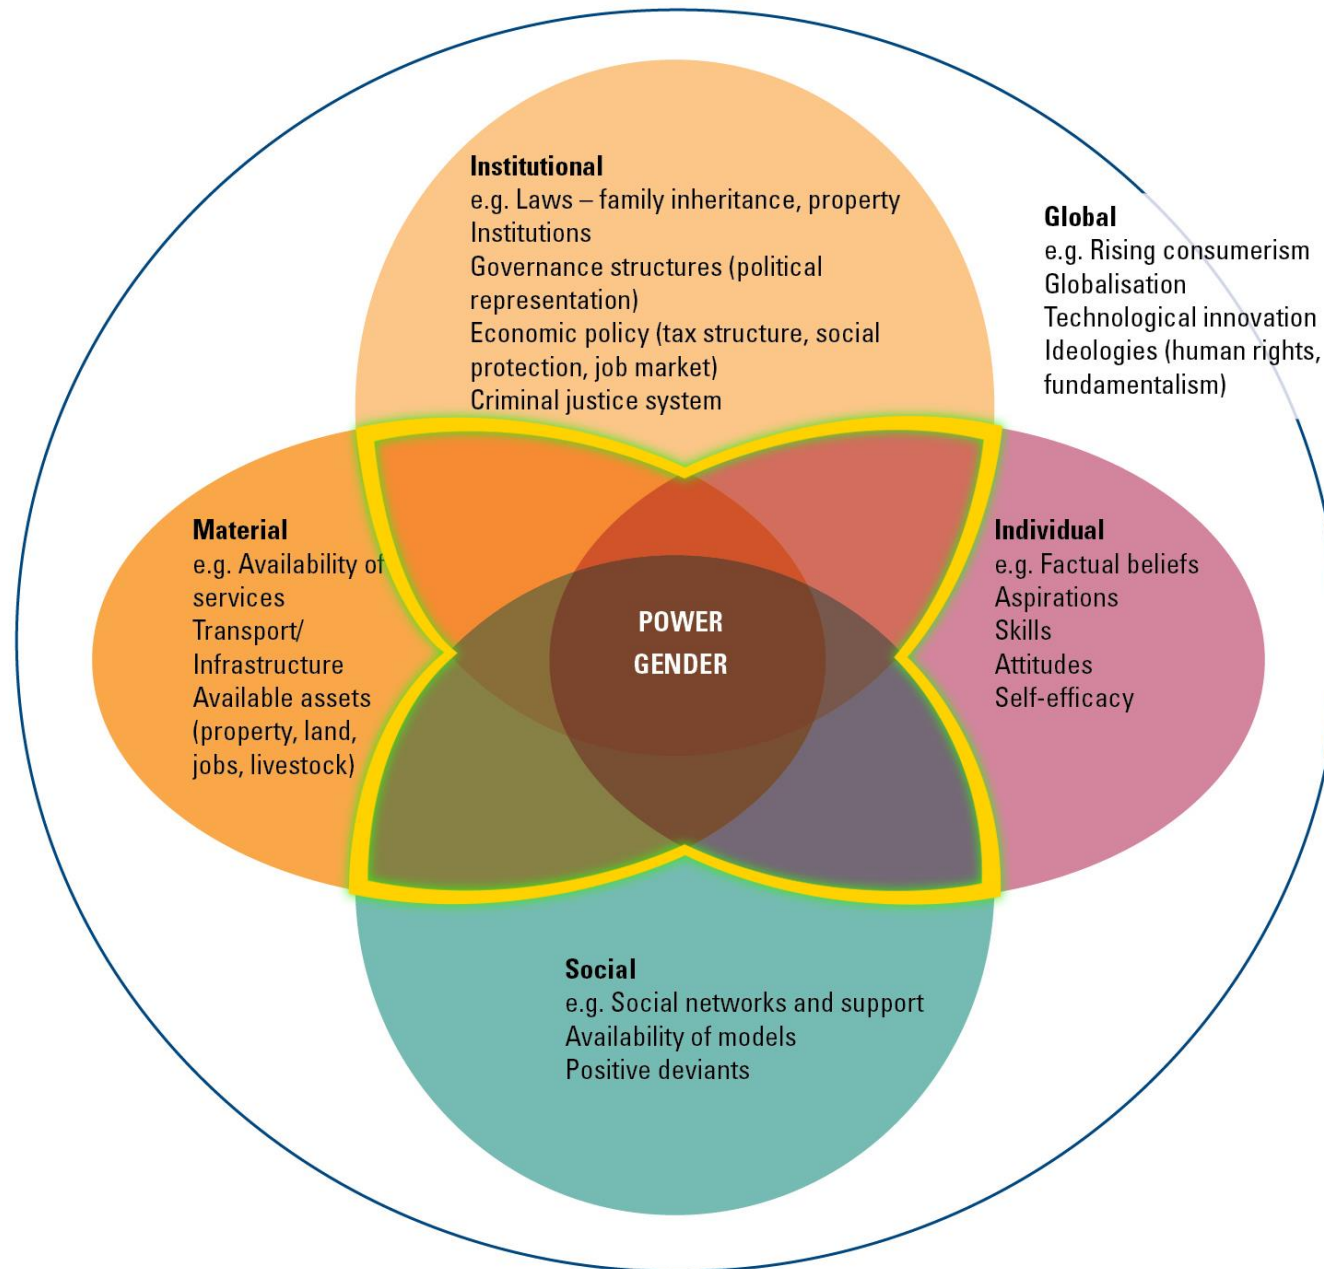 Institutional
e.g. Laws – family inheritance, property
Institutions
Governance structures (political
representation)
Economic policy (tax structure, social
protection, job market)
Criminal justice system
Global
e.g. Rising consumerism
Globalisation
Technological innovation
Ideologies (human rights,
fundamentalism)
Material
e.g. Availability of
services
Transport/
Infrastructure
Available assets
(property, land,
jobs, livestock)
POWER
GENDER
Individual
e.g. Factual beliefs
Aspirations
Skills
Attitudes
Self-efficacy
Social
e.g. Social networks and support
Availability of models
Positive deviants